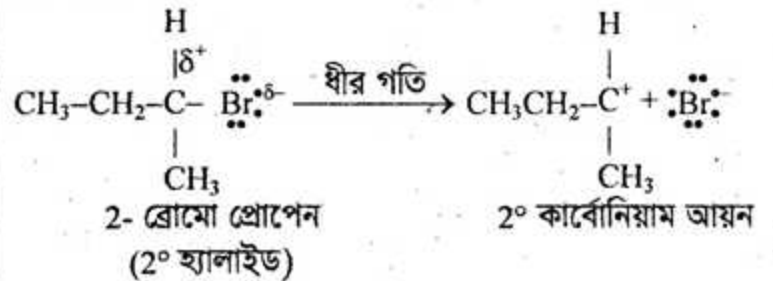 H H
|δ⁺ |
CH₃–CH₂–C– Br δ– ধীর গতি → CH₃CH₂–C⁺ + Br⁻
| |
CH₃ CH₃
2- ব্রোমো প্রোপেন 2° কার্বোনিয়াম আয়ন
(2° হ্যালাইড)